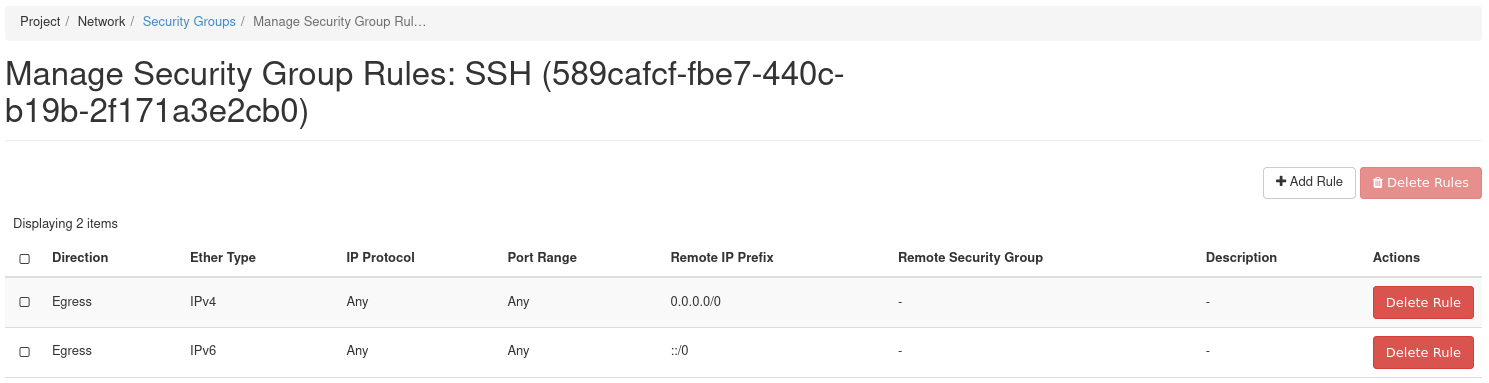 Project / Network / Security Groups / Manage Security Group Rul...
Manage Security Group Rules: SSH (589cafcf-fbe7-440c-
b19b-2f171a3e2cb0)
Add Rule Delete Rules
Displaying 2 items
Direction Ether Type IP Protocol Port Range Remote IP Prefix Remote Security Group Description Actions
Egress IPv4 Any Any 0.0.0.0/0 - - Delete Rule
Egress IPv6 Any Any ::/0 - - Delete Rule